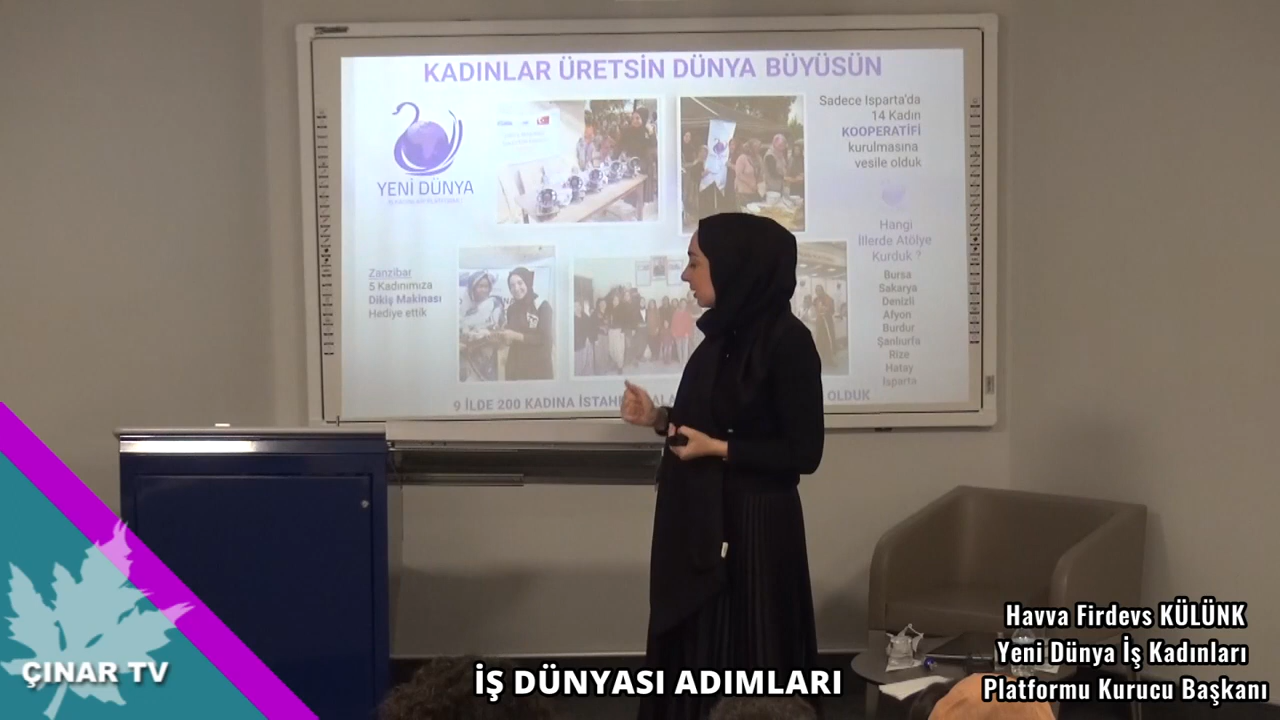 KADINLAR ÜRETSİN DÜNYA BÜYÜSÜN
YENİ DÜNYA
Sadece Isparta'da
14 Kadın
KOOPERATİFİ
kurulmasına
vesile olduk
Hangi
İllerde Atölye
Kurduk ?
Bursa
Sakarya
Denizli
Afyon
Burdur
Şanlıurfa
Rize
Hatay
Isparta
Zanzibar
5 Kadınımıza
Dikiş Makinası
Hediye ettik
9 İLDE 200 KADINA OLDUK
ÇINAR TV
İŞ DÜNYASI ADIMLARI
Havva Firdevs KÜLÜNK
Yeni Dünya İş Kadınları
Platformu Kurucu Başkanı